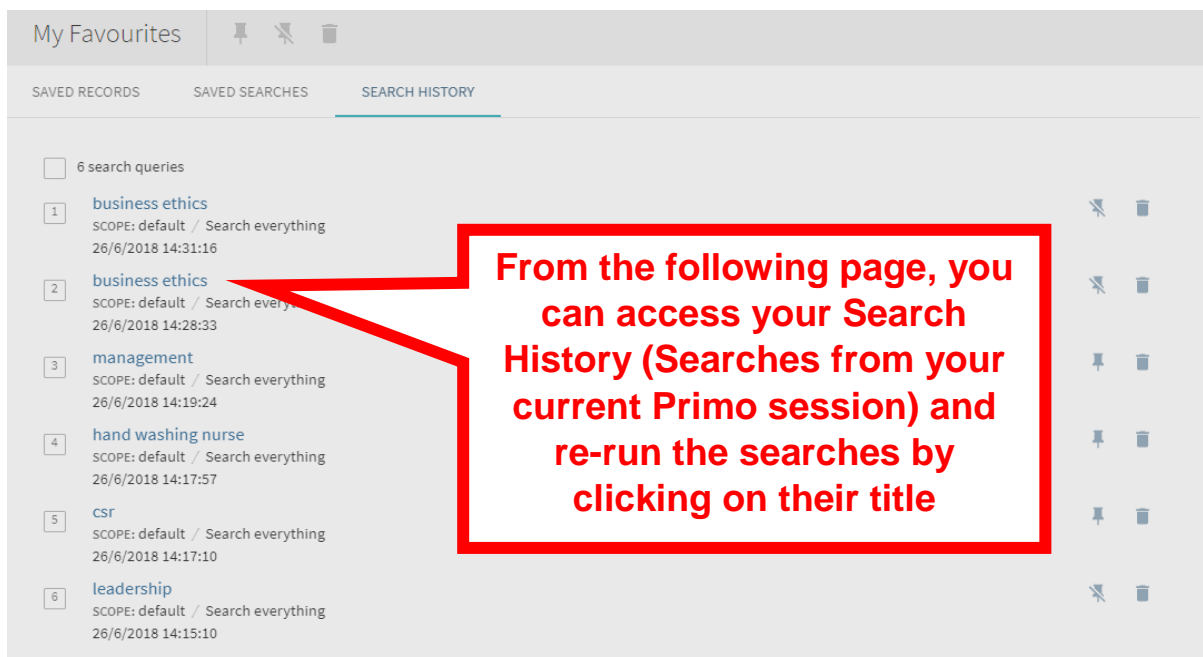 My Favourites
SAVED RECORDS SAVED SEARCHES SEARCH HISTORY
6 search queries
1 business ethics
SCOPE: default / Search everything
26/6/2018 14:31:16
2 business ethics
SCOPE: default / Search everything
26/6/2018 14:28:33
3 management
SCOPE: default / Search everything
26/6/2018 14:19:24
4 hand washing nurse
SCOPE: default / Search everything
26/6/2018 14:17:57
5 csr
SCOPE: default / Search everything
26/6/2018 14:17:10
6 leadership
SCOPE: default / Search everything
26/6/2018 14:15:10
From the following page, you
can access your Search
History (Searches from your
current Primo session) and
re-run the searches by
clicking on their title